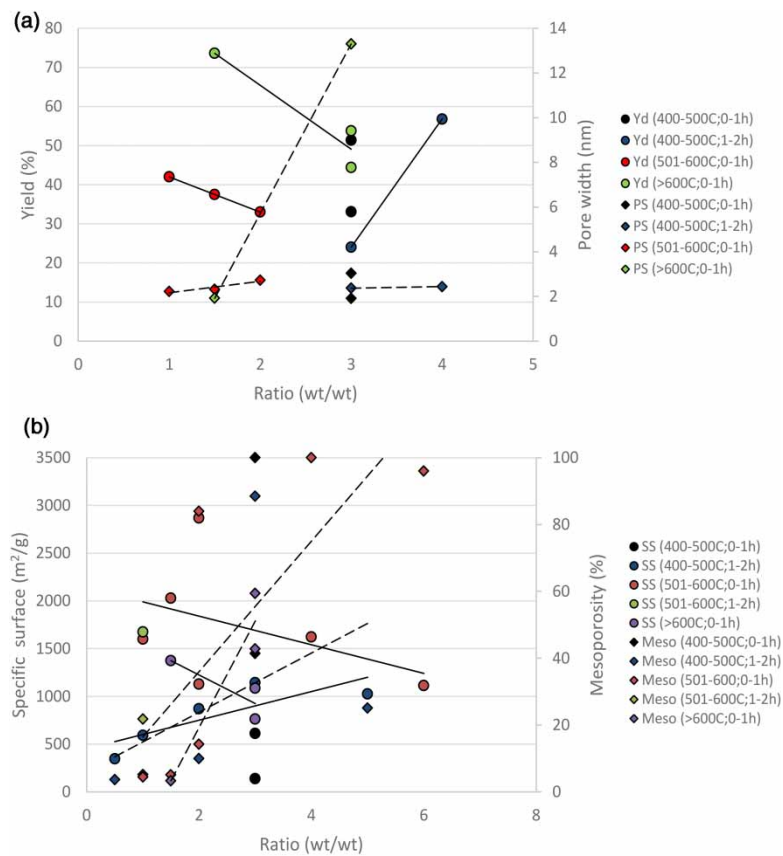 (a)
80
70
60
50
40
30
20
10
0
Yield (%)
14
12
10
8
6
4
2
0
Pore width (nm)
0 1 2 3 4 5
Ratio (wt/wt)
Yd (400-500C;0-1h)
Yd (400-500C;1-2h)
Yd (501-600C;0-1h)
Yd (>600C;0-1h)
PS (400-500C;0-1h)
PS (400-500C;1-2h)
PS (501-600C;0-1h)
PS (>600C;0-1h)
(b)
3500
3000
2500
2000
1500
1000
500
0
Specific surface (m²/g)
100
80
60
40
20
0
Mesoporosity (%)
0 2 4 6 8
Ratio (wt/wt)
SS (400-500C;0-1h)
SS (400-500C;1-2h)
SS (501-600C;0-1h)
SS (501-600C;1-2h)
SS (>600C;0-1h)
Meso (400-500C;0-1h)
Meso (400-500C;1-2h)
Meso (501-600;0-1h)
Meso (501-600C;1-2h)
Meso (>600C;0-1h)